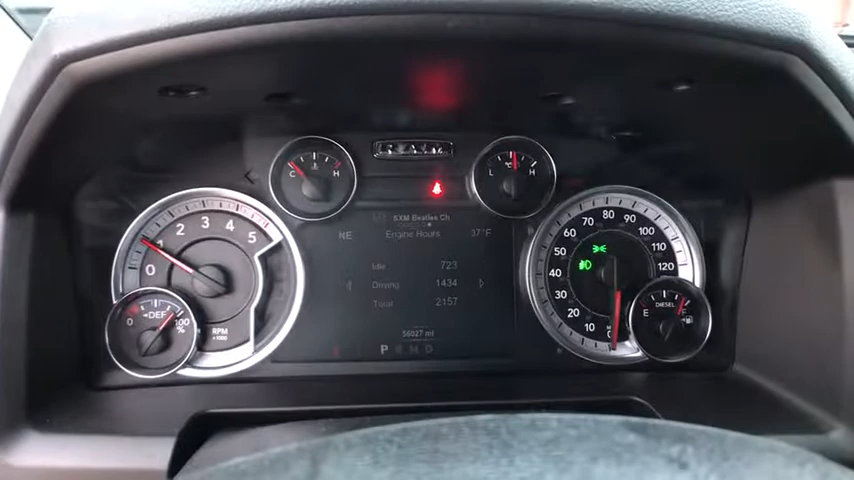 RAM
C H
L H
SXM Beatles Ch
NE Engine Hours 37°F
Idle 723
Driving 1434
Total 2157
56027 mi
P R N D
0 1 2 3 4 5
RPM
x 1000
DEF
0 100
%
0 10 20 30 40 50 60 70 80 90 100 110 120
DIESEL
E F